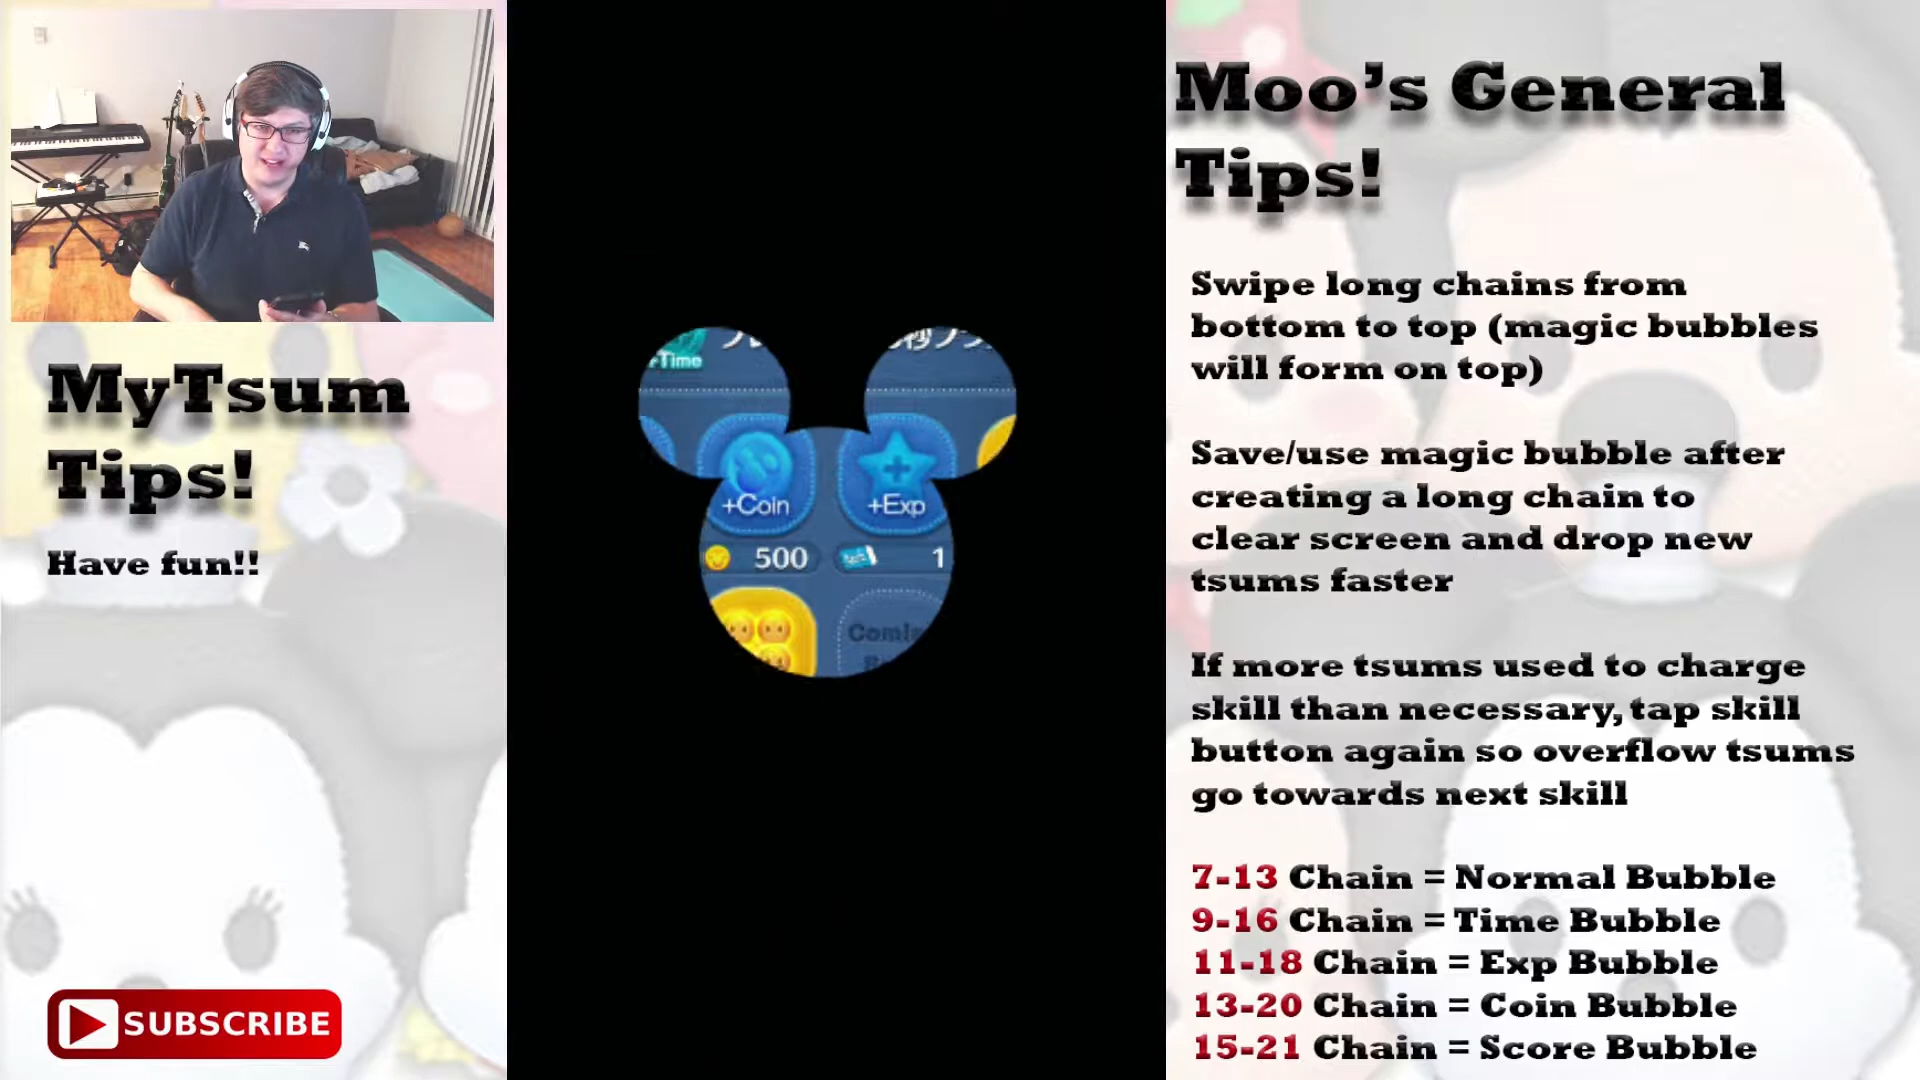 MyTsum
Tips!
Have fun!!
SUBSCRIBE
+Time
+Coin
+Exp
500
1
Moo's General
Tips!
Swipe long chains from
bottom to top (magic bubbles
will form on top)
Save/use magic bubble after
creating a long chain to
clear screen and drop new
tsums faster
If more tsums used to charge
skill than necessary, tap skill
button again so overflow tsums
go towards next skill
7-13 Chain = Normal Bubble
9-16 Chain = Time Bubble
11-18 Chain = Exp Bubble
13-20 Chain = Coin Bubble
15-21 Chain = Score Bubble